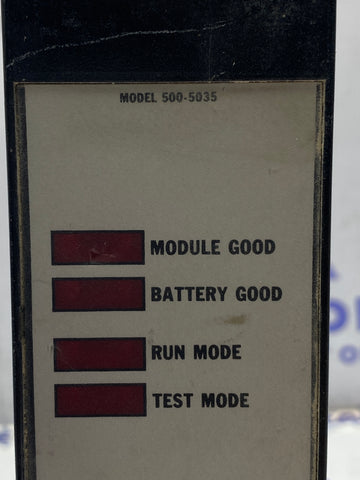 MODEL 500-5035
MODULE GOOD
BATTERY GOOD
RUN MODE
TEST MODE